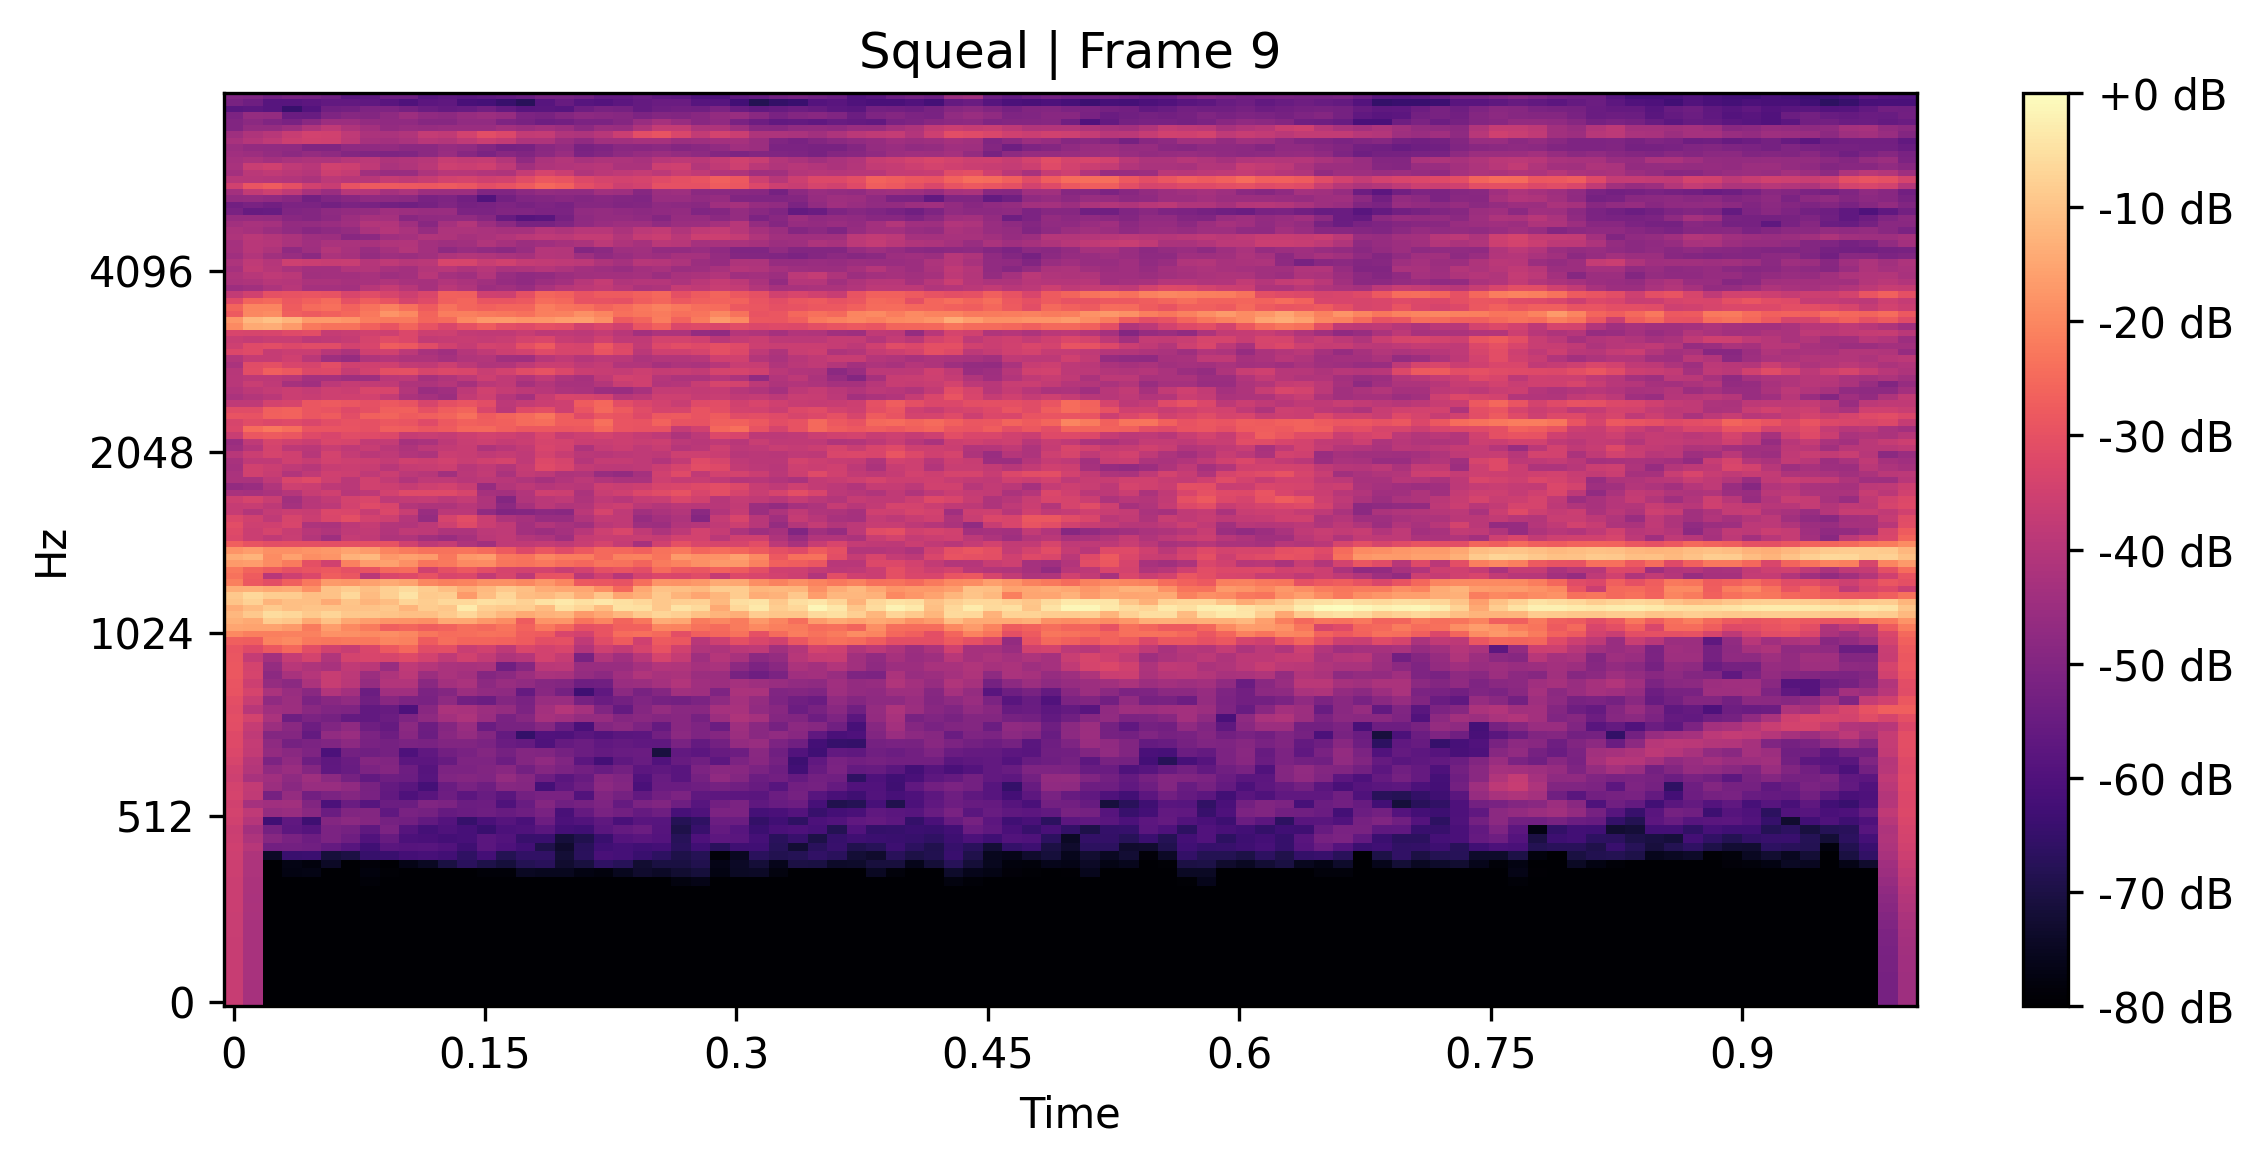 Squeal | Frame 9
Hz
4096
2048
1024
512
0
0 0.15 0.3 0.45 0.6 0.75 0.9
Time
+0 dB
-10 dB
-20 dB
-30 dB
-40 dB
-50 dB
-60 dB
-70 dB
-80 dB